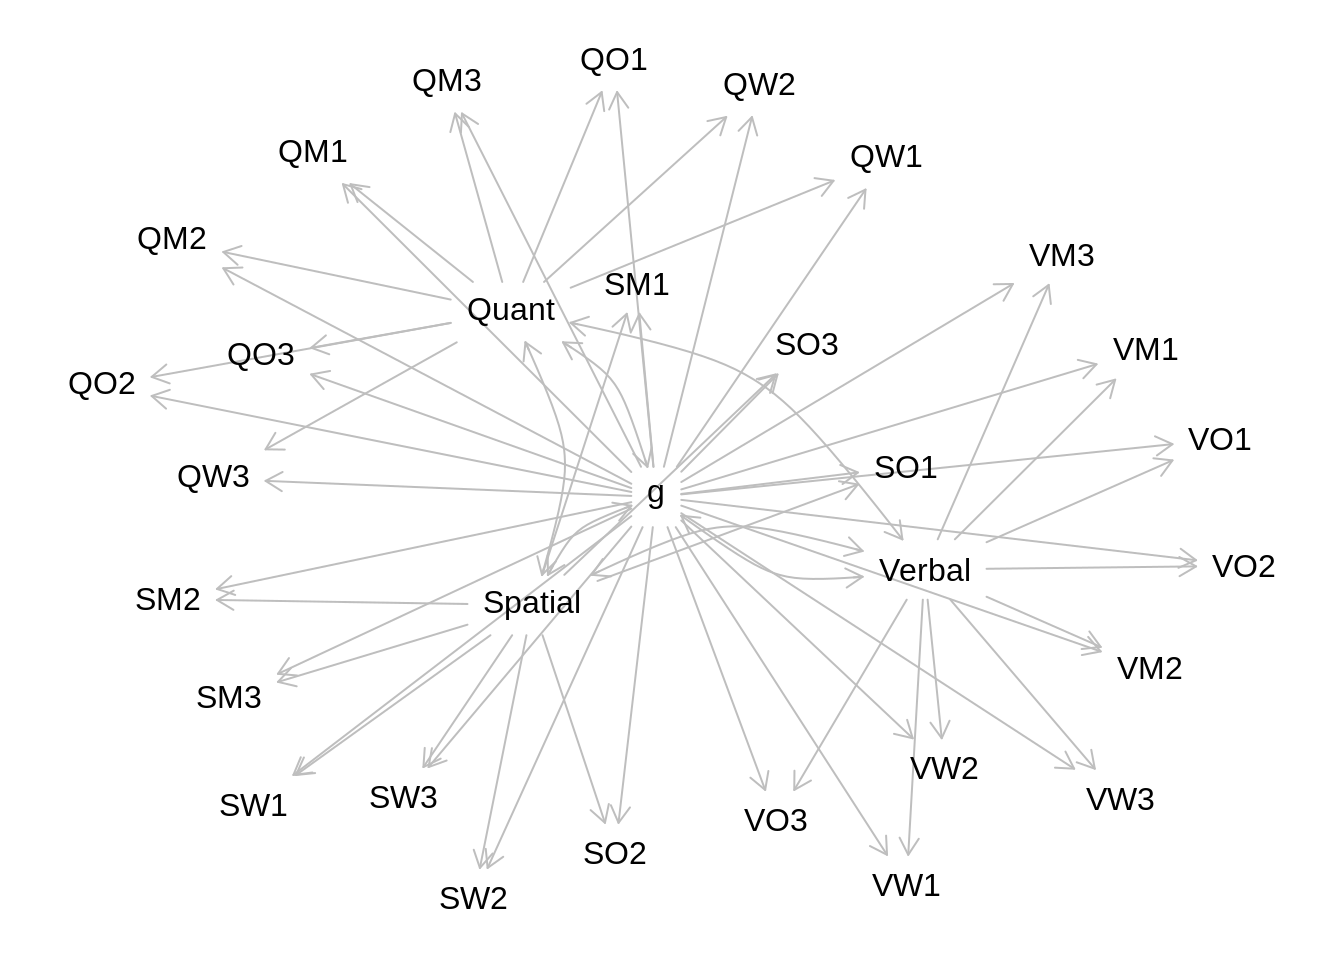 QO1
QM3
QW2
QM1
QW1
QM2
VM3
SM1
Quant
SO3
VM1
QO3
QO2
VO1
SO1
QW3
g
VO2
Verbal
SM2
Spatial
VM2
SM3
VW2
SW3
VW3
SW1
VO3
SO2
VW1
SW2